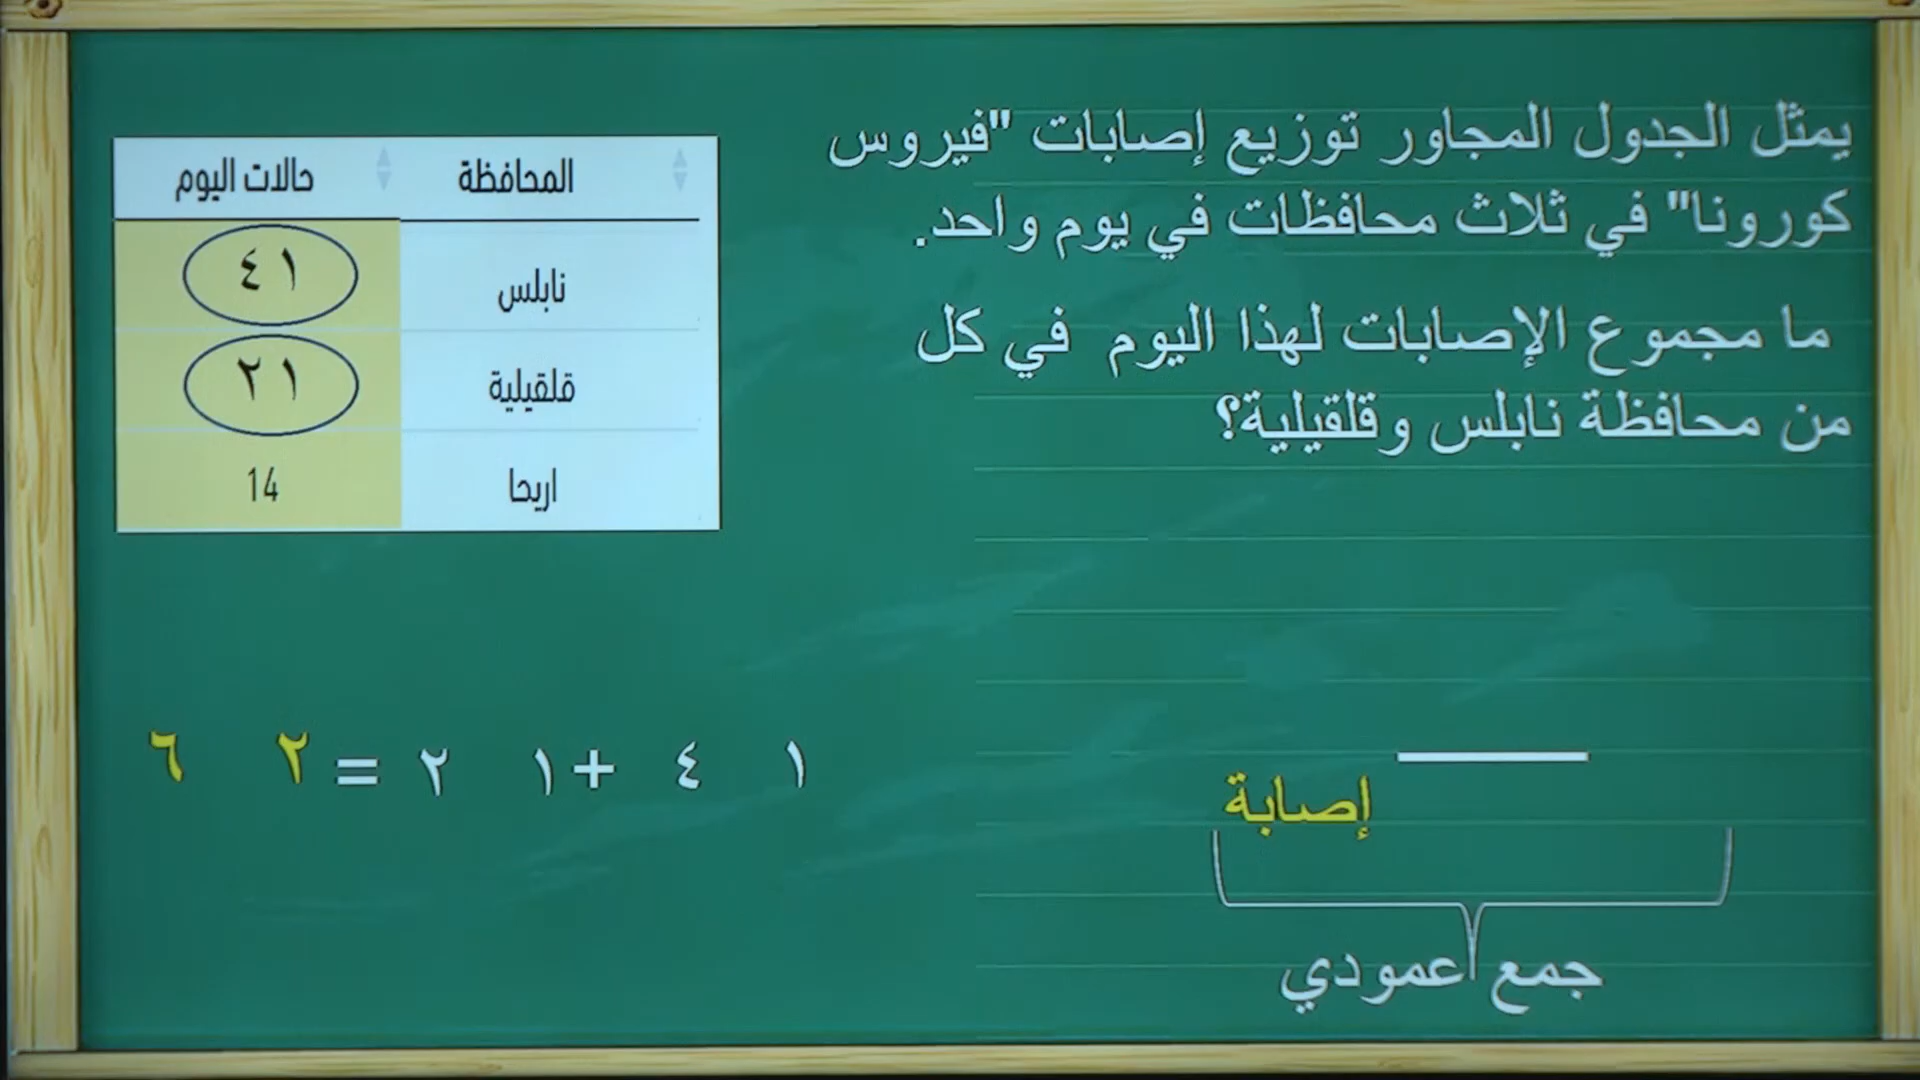 يمثل الجدول المجاور توزيع إصابات "فيروس
كورونا" في ثلاث محافظات في يوم واحد.
ما مجموع الإصابات لهذا اليوم في كل
من محافظة نابلس وقلقيلية؟
المحافظة حالات اليوم
نابلس ٤١
قلقيلية ٢١
اريحا 14
١ ٤ + ١ ٢ = ٢ ٦
إصابة
جمع عمودي